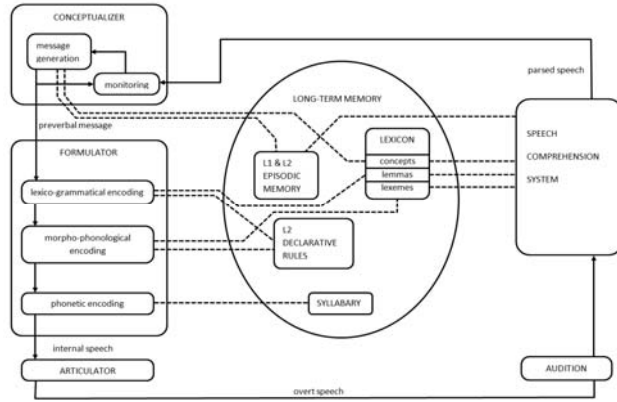 CONCEPTUALIZER
message
generation
monitoring
parsed speech
preverbal message
LONG-TERM MEMORY
FORMULATOR
lexico-grammatical encoding
morpho-phonological
encoding
phonetic encoding
L1 & L2
EPISODIC
MEMORY
LEXICON
concepts
lemmas
lexemes
L2
DECLARATIVE
RULES
SYLLABARY
SPEECH
COMPREHENSION
SYSTEM
internal speech
ARTICULATOR
AUDITION
overt speech